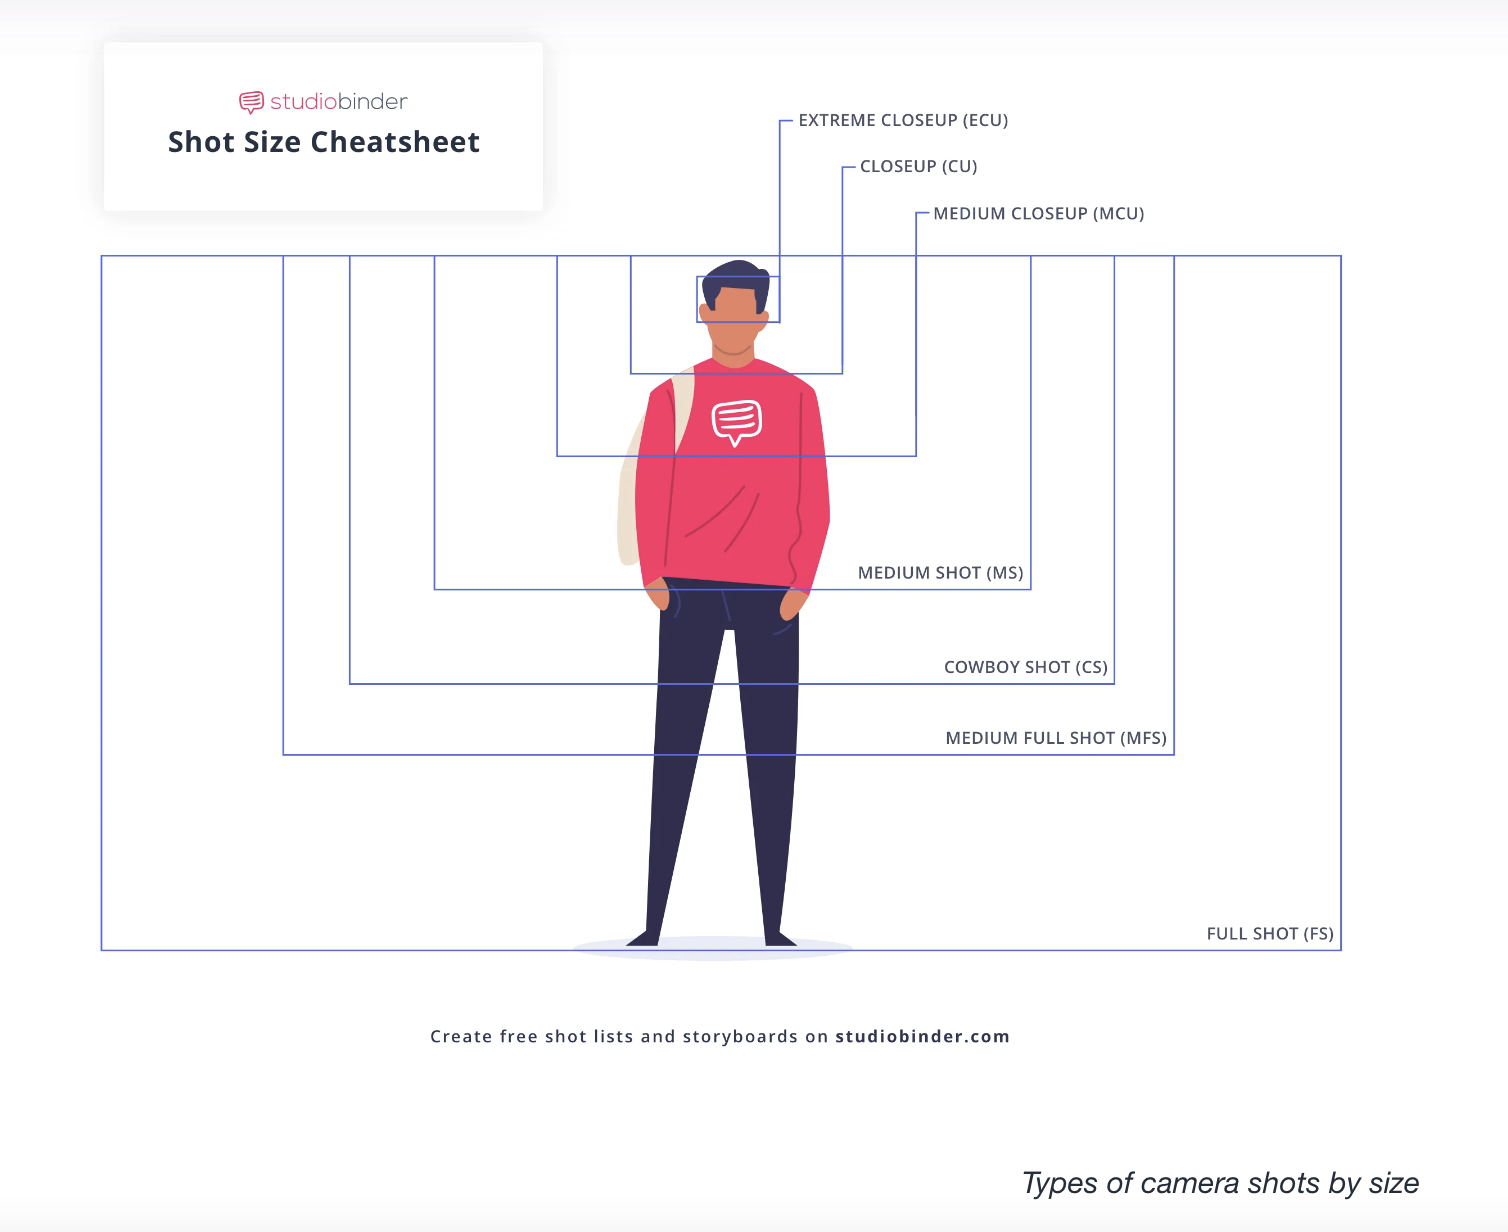 studiobinder
Shot Size Cheatsheet
EXTREME CLOSEUP (ECU)
CLOSEUP (CU)
MEDIUM CLOSEUP (MCU)
MEDIUM SHOT (MS)
COWBOY SHOT (CS)
MEDIUM FULL SHOT (MFS)
FULL SHOT (FS)
Create free shot lists and storyboards on studiobinder.com
Types of camera shots by size